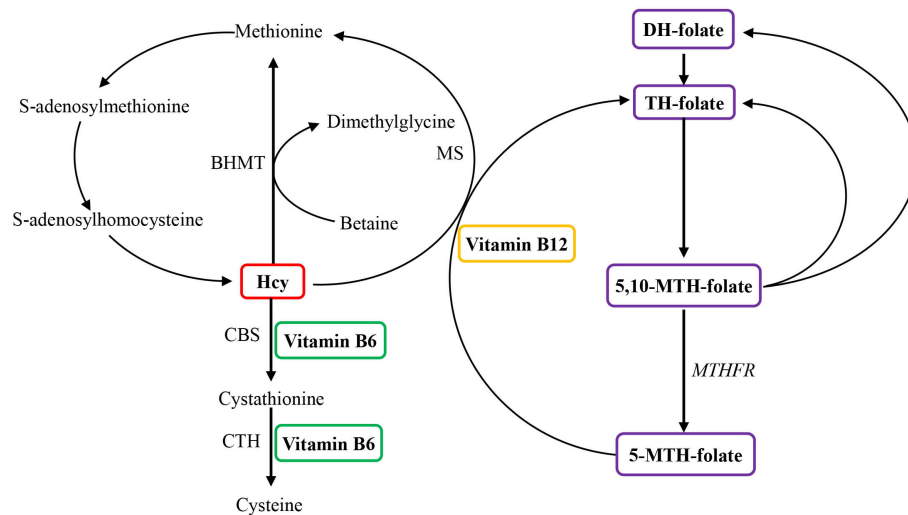 Methionine
DH-folate
S-adenosylmethionine
TH-folate
Dimethylglycine
MS
BHMT
S-adenosylhomocysteine
Betaine
Vitamin B12
Hcy
5,10-MTH-folate
CBS
Vitamin B6
MTHFR
Cystathionine
CTH
Vitamin B6
5-MTH-folate
Cysteine